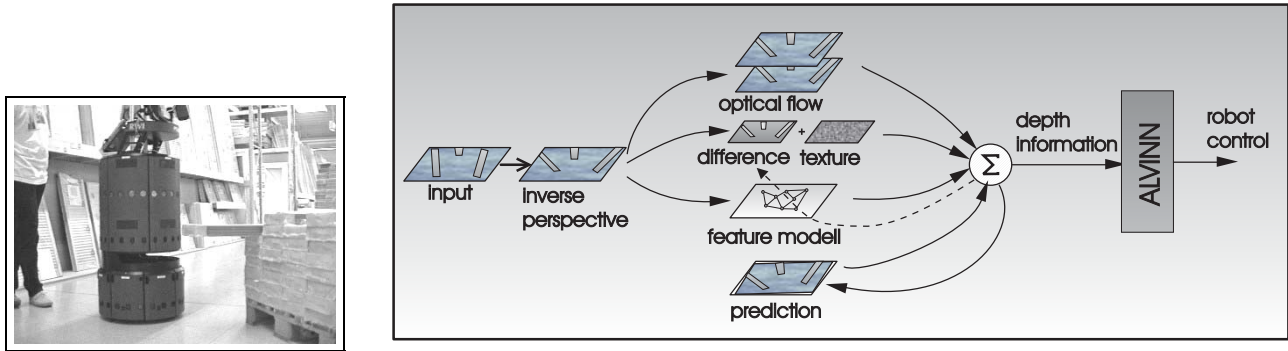 optical flow
+
difference texture
input
inverse
perspective
feature modell
prediction
Σ
depth
information
ALVINN
robot
control